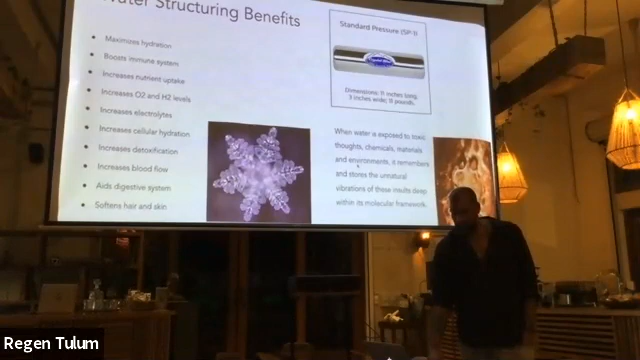 Water Structuring Benefits
Maximizes hydration
Boosts immune system
Increases nutrient uptake
Increases O2 and H2 levels
Increases electrolytes
Increases cellular hydration
Increases detoxification
Increases blood flow
Aids digestive system
Softens hair and skin
Standard Pressure (SP-1)
Dimensions: 11 inches long;
3 inches wide; 11 pounds.
When water is exposed to toxic
thoughts, chemicals, materials
and environments, it remembers
and stores the unnatural
vibrations of these insults deep
within its molecular framework.
Regen Tulum